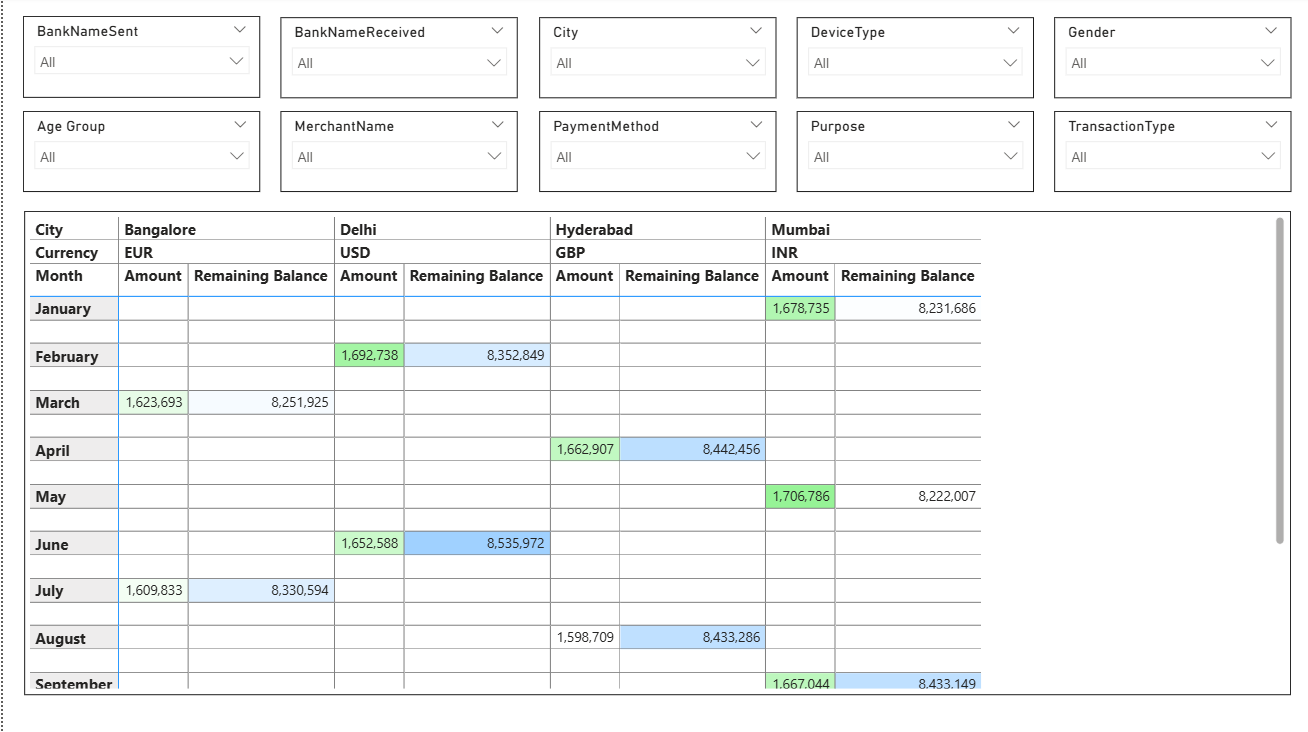 BankNameSent BankNameReceived City DeviceType Gender
All All All All All
Age Group MerchantName PaymentMethod Purpose TransactionType
All All All All All
City Bangalore Delhi Hyderabad Mumbai
Currency EUR USD GBP INR
Month Amount Remaining Balance Amount Remaining Balance Amount Remaining Balance Amount Remaining Balance
January 1,678,735 8,231,686
February 1,692,738 8,352,849
March 1,623,693 8,251,925
April 1,662,907 8,442,456
May 1,706,786 8,222,007
June 1,652,588 8,535,972
July 1,609,833 8,330,594
August 1,598,709 8,433,286
September 1,667,044 8,433,149